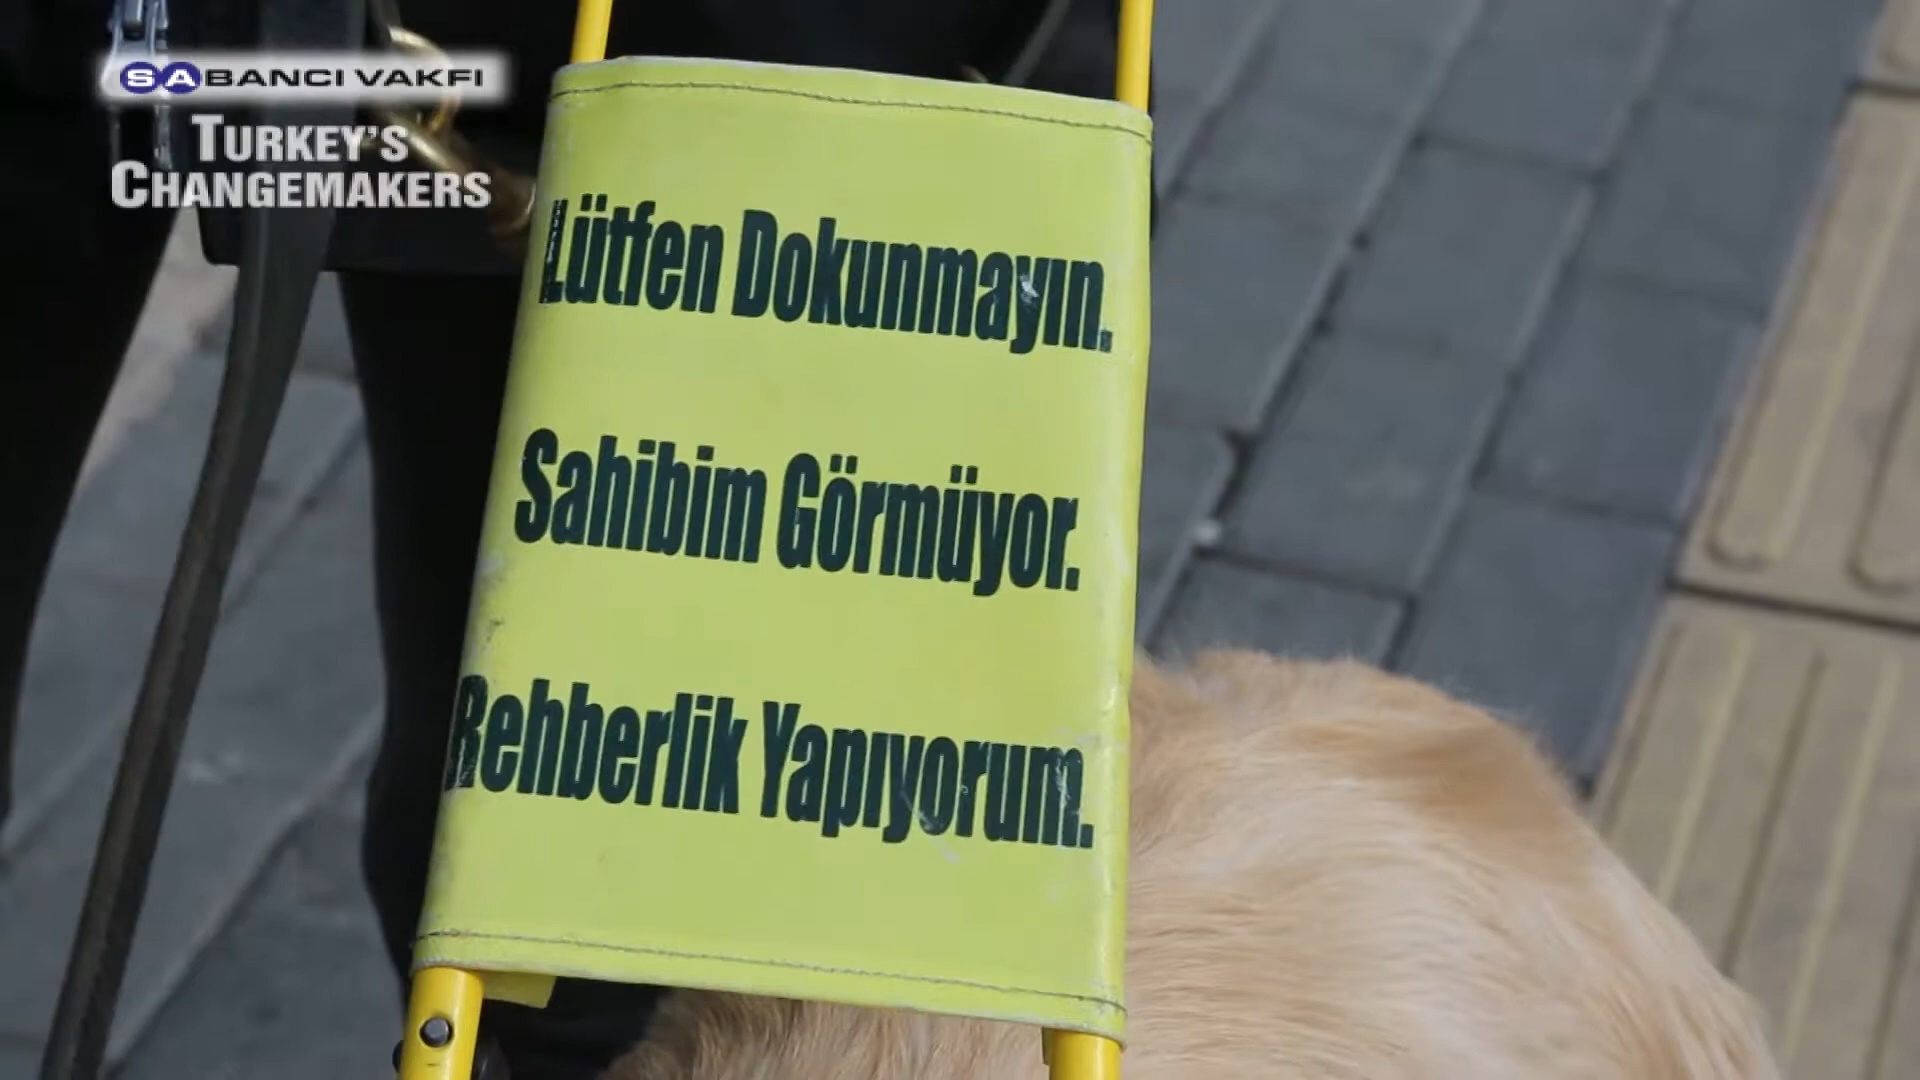 SABANCI VAKFI
TURKEY'S
CHANGEMAKERS
Lütfen Dokunmayın.
Sahibim Görmüyor.
Rehberlik Yapıyorum.